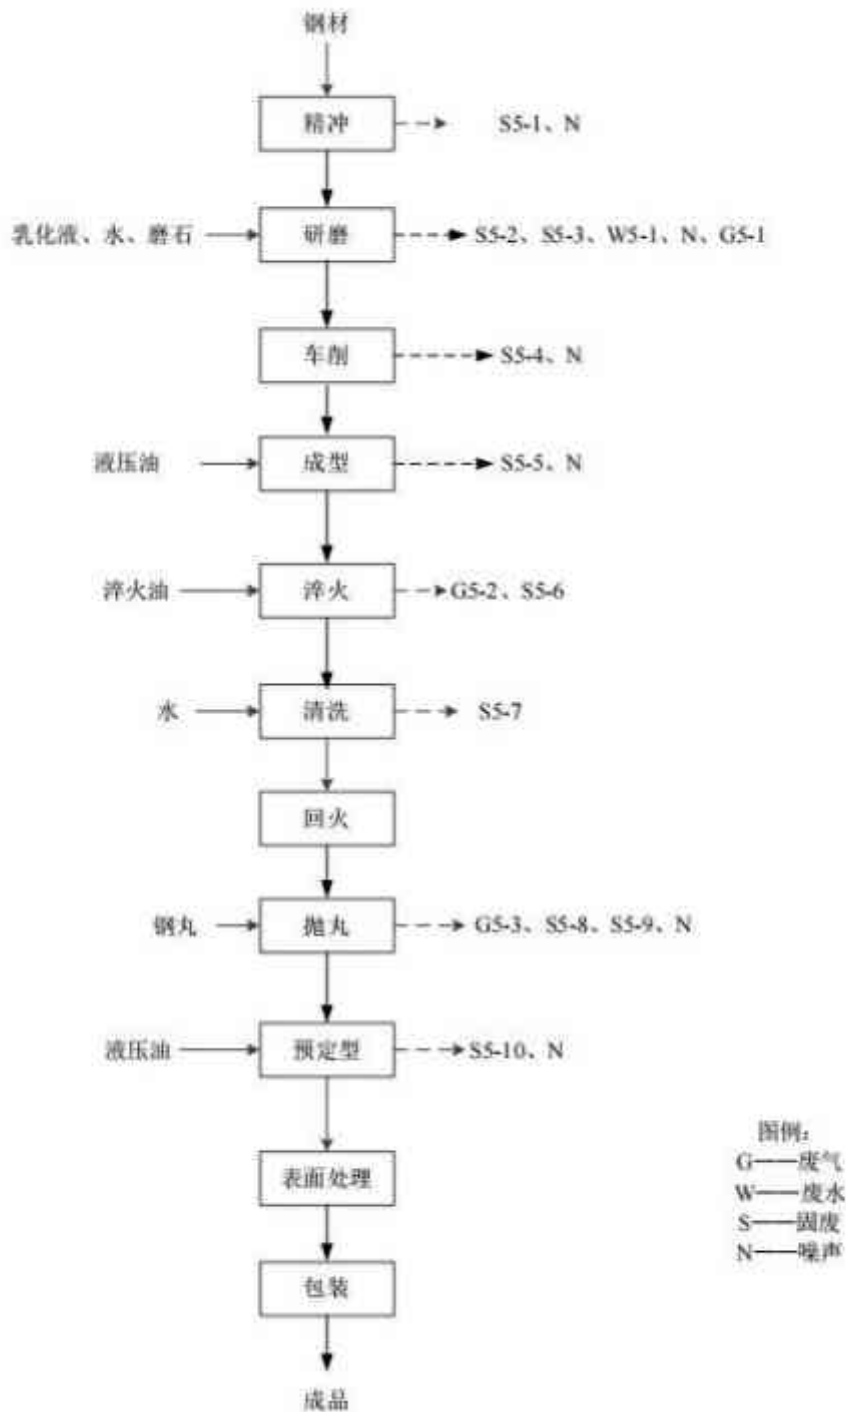 钢材
精冲 S5-1、N
乳化液、水、磨石 研磨 S5-2、S5-3、W5-1、N、G5-1
车削 S5-4、N
液压油 成型 S5-5、N
淬火油 淬火 G5-2、S5-6
水 清洗 S5-7
回火
钢丸 抛丸 G5-3、S5-8、S5-9、N
液压油 预定型 S5-10、N
表面处理
包装
成品
图例：
G——废气
W——废水
S——固废
N——噪声